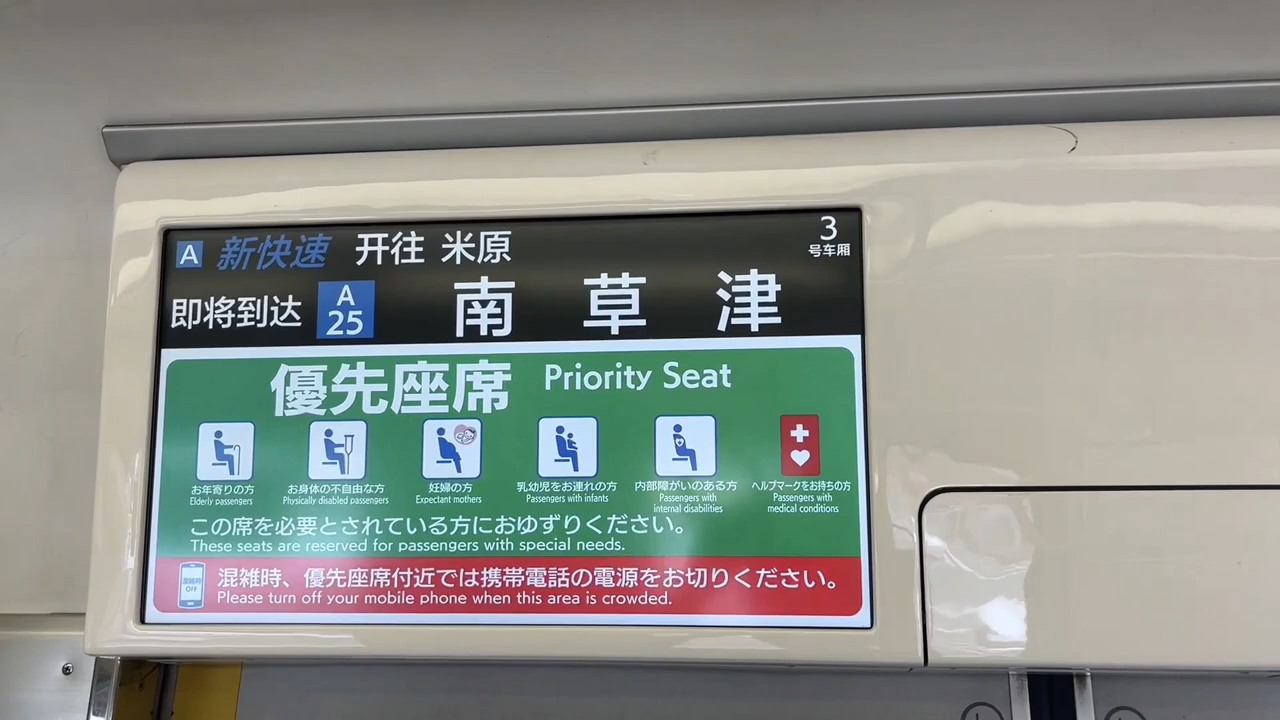 A 新快速 开往 米原
3
号车厢
即将到达 A 25 南草津
優先座席 Priority Seat
お年寄りの方
Elderly passengers
お身体の不自由な方
Physically disabled passengers
妊婦の方
Expectant mothers
乳幼児をお連れの方
Passengers with infants
内部障がいのある方
Passengers with
internal disabilities
ヘルプマークをお持ちの方
Passengers with
medical conditions
この席を必要とされている方におゆずりください。
These seats are reserved for passengers with special needs.
混雑時 OFF
混雑時、優先座席付近では携帯電話の電源をお切りください。
Please turn off your mobile phone when this area is crowded.